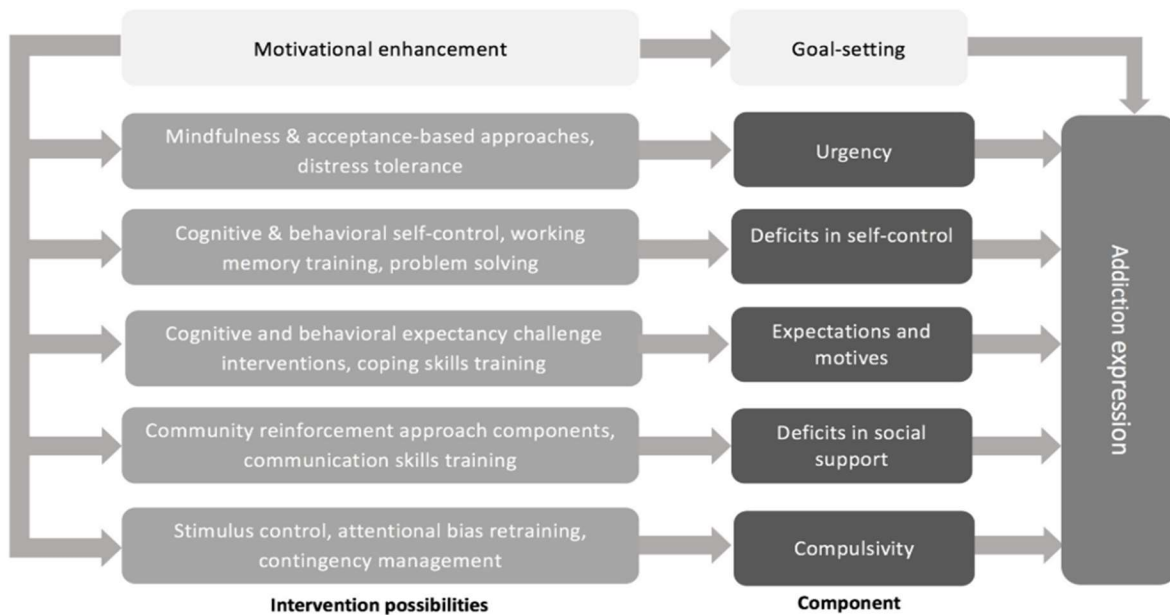 Motivational enhancement
Goal-setting
Mindfulness & acceptance-based approaches,
distress tolerance
Urgency
Cognitive & behavioral self-control, working
memory training, problem solving
Deficits in self-control
Cognitive and behavioral expectancy challenge
interventions, coping skills training
Expectations and
motives
Community reinforcement approach components,
communication skills training
Deficits in social
support
Stimulus control, attentional bias retraining,
contingency management
Compulsivity
Addiction expression
Intervention possibilities
Component